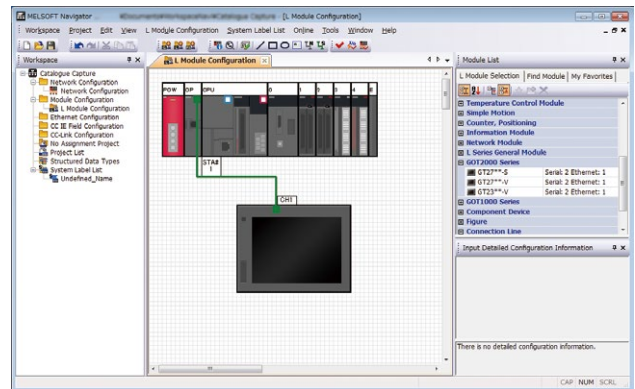 MELSOFT Navigator
[L Module Configuration]
Workspace Project Edit View L Module Configuration System Label List Online Tools Window Help
Workspace
Catalogue Capture
Network Configuration
Network Configuration
Module Configuration
L Module Configuration
Ethernet Configuration
CC IE Field Configuration
CC-Link Configuration
No Assignment Project
Project List
Structured Data Types
System Label List
Undefined_Name
L Module Configuration
POW OP CPU 0 1 2 3 4 E
STA#
1
CH1
Module List
L Module Selection Find Module My Favorites
Temperature Control Module
Simple Motion
Counter, Positioning
Information Module
Network Module
L Series General Module
GOT2000 Series
GT27**-S Serial: 2 Ethernet: 1
GT27**-V Serial: 2 Ethernet: 1
GT23**-V Serial: 2 Ethernet: 1
GOT1000 Series
Component Device
Figure
Connection Line
Input Detailed Configuration Information
There is no detailed configuration information.
CAP NUM SCRL